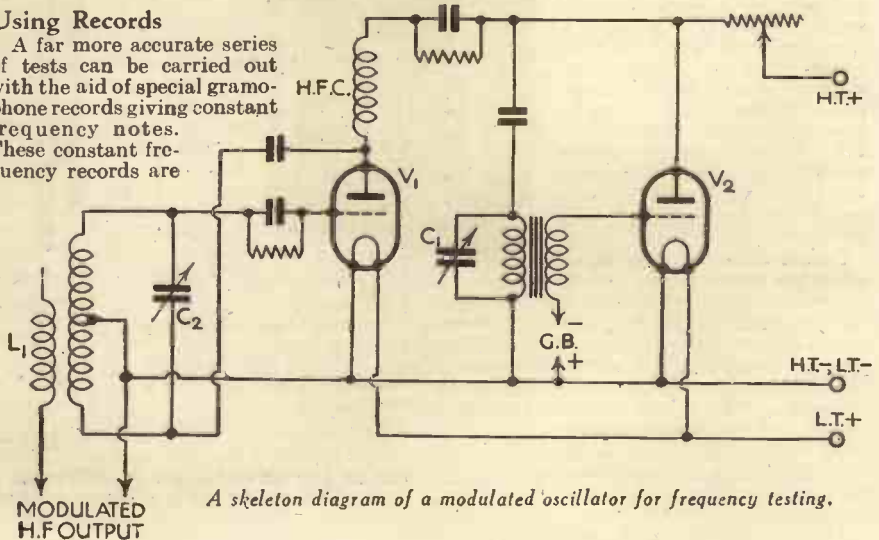 Using Records
A far more accurate series
of tests can be carried out
with the aid of special gramo-
phone records giving constant
frequency notes.
These constant fre-
quency records are
H.F.C.
H.T.+
V1
V2
C1
C2
L1
−
G.B.
+
H.T.-, L.T.-
L.T.+
MODULATED
H.F OUTPUT
A skeleton diagram of a modulated oscillator for frequency testing.